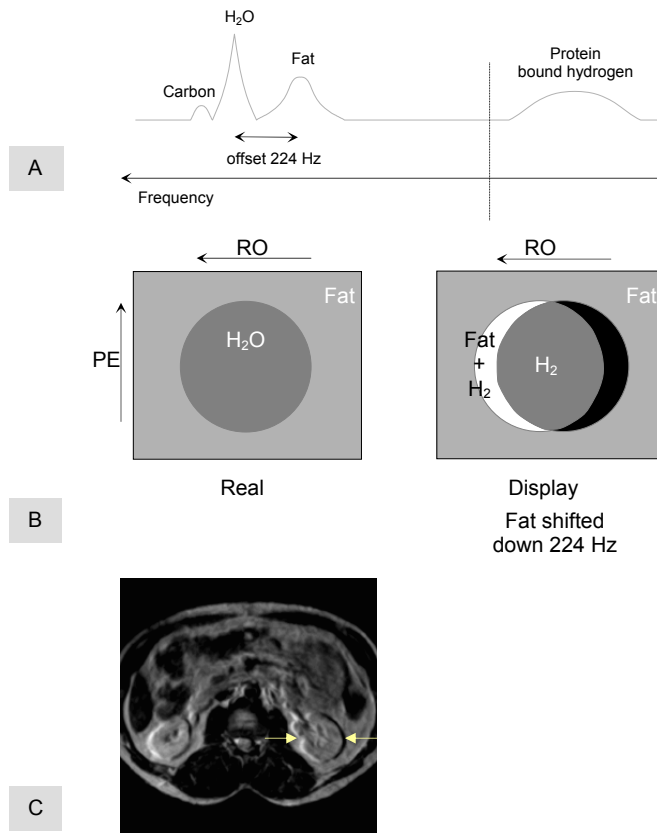 H₂O
Fat
Protein
bound hydrogen
Carbon
offset 224 Hz
A
Frequency
RO
RO
Fat
H₂O
PE
Fat
Fat
+
H₂
H₂
Real
Display
B
Fat shifted
down 224 Hz
C